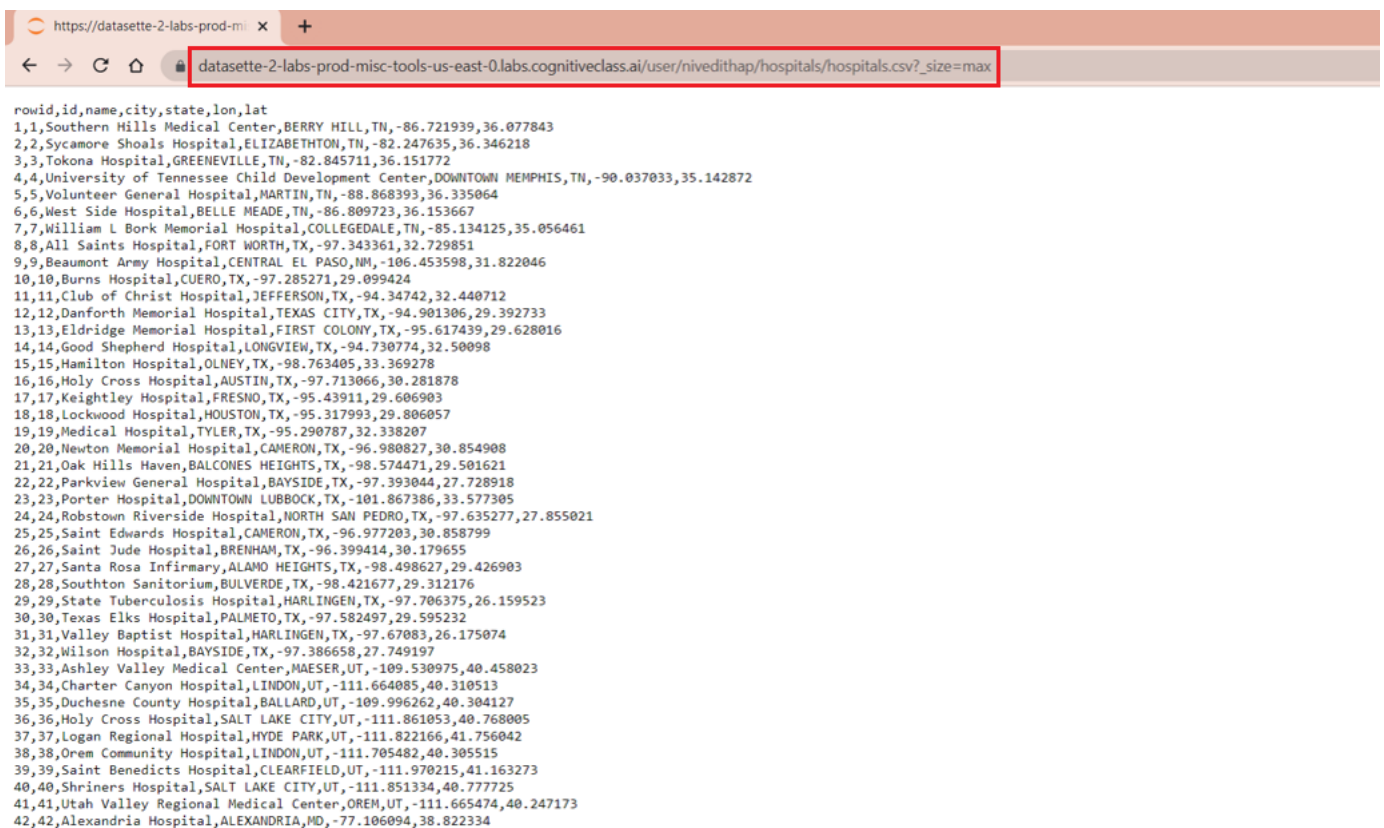 https://datasette-2-labs-prod-mi
datasette-2-labs-prod-misc-tools-us-east-0.labs.cognitiveclass.ai/user/nivedithap/hospitals/hospitals.csv?_size=max
rowid,id,name,city,state,lon,lat
1,1,Southern Hills Medical Center,BERRY HILL,TN,-86.721939,36.077843
2,2,Sycamore Shoals Hospital,ELIZABETHTON,TN,-82.247635,36.346218
3,3,Tokona Hospital,GREENEVILLE,TN,-82.845711,36.151772
4,4,University of Tennessee Child Development Center,DOWNTOWN MEMPHIS,TN,-90.037033,35.142872
5,5,Volunteer General Hospital,MARTIN,TN,-88.868393,36.335064
6,6,West Side Hospital,BELLE MEADE,TN,-86.809723,36.153667
7,7,William L Bork Memorial Hospital,COLLEGEDALE,TN,-85.134125,35.056461
8,8,All Saints Hospital,FORT WORTH,TX,-97.343361,32.729851
9,9,Beaumont Army Hospital,CENTRAL EL PASO,NM,-106.453598,31.822046
10,10,Burns Hospital,CUERO,TX,-97.285271,29.099424
11,11,Club of Christ Hospital,JEFFERSON,TX,-94.34742,32.440712
12,12,Danforth Memorial Hospital,TEXAS CITY,TX,-94.901306,29.392733
13,13,Eldridge Memorial Hospital,FIRST COLONY,TX,-95.617439,29.628016
14,14,Good Shepherd Hospital,LONGVIEW,TX,-94.730774,32.50098
15,15,Hamilton Hospital,OLNEY,TX,-98.763405,33.369278
16,16,Holy Cross Hospital,AUSTIN,TX,-97.713066,30.281878
17,17,Keightley Hospital,FRESNO,TX,-95.43911,29.606903
18,18,Lockwood Hospital,HOUSTON,TX,-95.317993,29.806057
19,19,Medical Hospital,TYLER,TX,-95.290787,32.338207
20,20,Newton Memorial Hospital,CAMERON,TX,-96.980827,30.854908
21,21,Oak Hills Haven,BALCONES HEIGHTS,TX,-98.574471,29.501621
22,22,Parkview General Hospital,BAYSIDE,TX,-97.393044,27.728918
23,23,Porter Hospital,DOWNTOWN LUBBOCK,TX,-101.867386,33.577305
24,24,Robstown Riverside Hospital,NORTH SAN PEDRO,TX,-97.635277,27.855021
25,25,Saint Edwards Hospital,CAMERON,TX,-96.977203,30.858799
26,26,Saint Jude Hospital,BRENHAM,TX,-96.399414,30.179655
27,27,Santa Rosa Infirmary,ALAMO HEIGHTS,TX,-98.498627,29.426903
28,28,Southton Sanitorium,BULVERDE,TX,-98.421677,29.312176
29,29,State Tuberculosis Hospital,HARLINGEN,TX,-97.706375,26.159523
30,30,Texas Elks Hospital,PALMETO,TX,-97.582497,29.595232
31,31,Valley Baptist Hospital,HARLINGEN,TX,-97.67083,26.175074
32,32,Wilson Hospital,BAYSIDE,TX,-97.386658,27.749197
33,33,Ashley Valley Medical Center,MAESER,UT,-109.530975,40.458023
34,34,Charter Canyon Hospital,LINDON,UT,-111.664085,40.310513
35,35,Duchesne County Hospital,BALLARD,UT,-109.996262,40.304127
36,36,Holy Cross Hospital,SALT LAKE CITY,UT,-111.861053,40.768005
37,37,Logan Regional Hospital,HYDE PARK,UT,-111.822166,41.756042
38,38,Orem Community Hospital,LINDON,UT,-111.705482,40.305515
39,39,Saint Benedicts Hospital,CLEARFIELD,UT,-111.970215,41.163273
40,40,Shriners Hospital,SALT LAKE CITY,UT,-111.851334,40.777725
41,41,Utah Valley Regional Medical Center,OREM,UT,-111.665474,40.247173
42,42,Alexandria Hospital,ALEXANDRIA,MD,-77.106094,38.822334